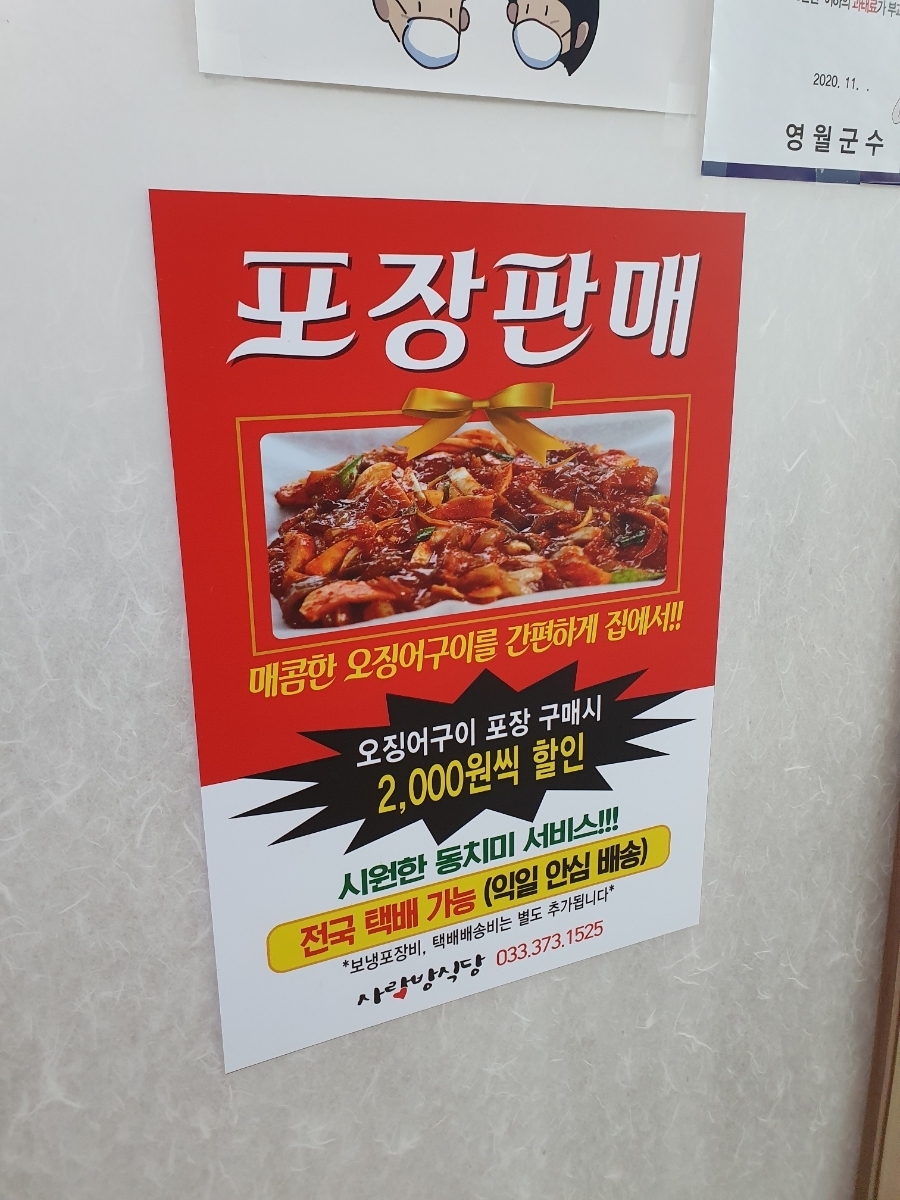 과태료가
2020. 11. .
영월군수
포장판매
매콤한 오징어구이를 간편하게 집에서!!
오징어구이 포장 구매시
2,000원씩 할인
시원한 동치미 서비스!!!
전국 택배 가능 (익일 안심 배송)
*보냉포장비, 택배배송비는 별도 추가됩니다*
사랑방식당 033.373.1525